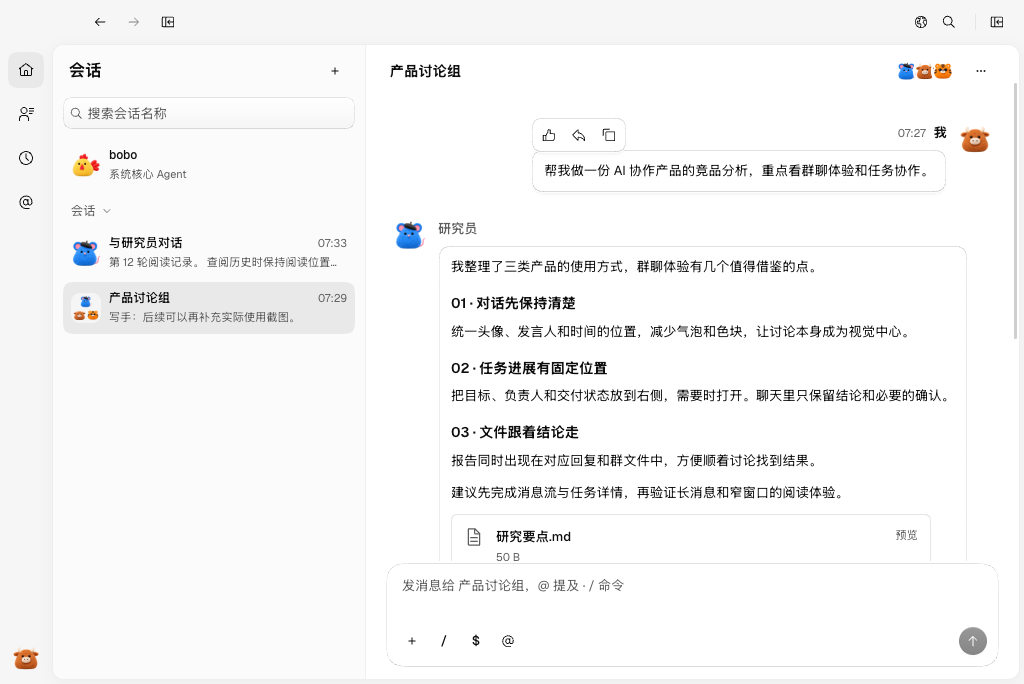 会话
+
搜索会话名称
bobo
系统核心 Agent
会话
与研究员对话 07:33
第 12 轮阅读记录。 查阅历史时保持阅读位置…
产品讨论组 07:29
写手：后续可以再补充实际使用截图。
产品讨论组
07:27 我
帮我做一份 AI 协作产品的竞品分析，重点看群聊体验和任务协作。
研究员
我整理了三类产品的使用方式，群聊体验有几个值得借鉴的点。
01 · 对话先保持清楚
统一头像、发言人和时间的位置，减少气泡和色块，让讨论本身成为视觉中心。
02 · 任务进展有固定位置
把目标、负责人和交付状态放到右侧，需要时打开。聊天里只保留结论和必要的确认。
03 · 文件跟着结论走
报告同时出现在对应回复和群文件中，方便顺着讨论找到结果。
建议先完成消息流与任务详情，再验证长消息和窄窗口的阅读体验。
研究要点.md 预览
50 B
发消息给 产品讨论组，@ 提及 · / 命令
+ / $ @